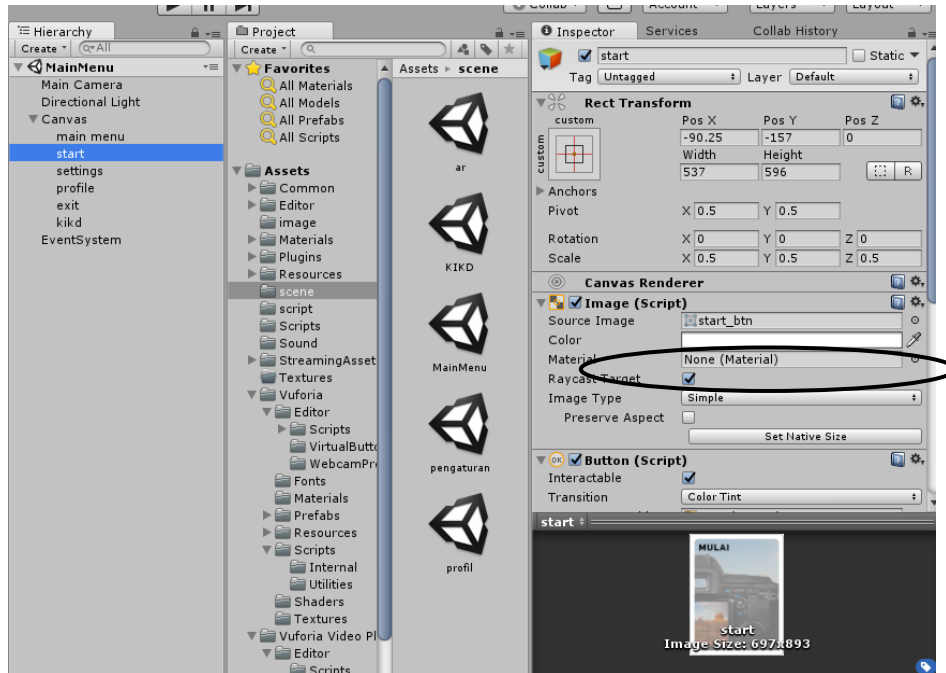 Collab
Account
Layers
Layout
Hierarchy
Create
All
MainMenu
Main Camera
Directional Light
Canvas
main menu
start
settings
profile
exit
kikd
EventSystem
Project
Create
Favorites
All Materials
All Models
All Prefabs
All Scripts
Assets
Common
Editor
image
Materials
Plugins
Resources
scene
script
Scripts
Sound
StreamingAsset
Textures
Vuforia
Editor
Scripts
VirtualButto
WebcamPro
Fonts
Materials
Prefabs
Resources
Scripts
Internal
Utilities
Shaders
Textures
Vuforia Video Pl
Editor
Scripts
Assets scene
ar
KIKD
MainMenu
pengaturan
profil
Inspector Services Collab History
start Static
Tag Untagged Layer Default
Rect Transform
custom Pos X Pos Y Pos Z
custom
-90.25 -157 0
Width Height
537 596 R
Anchors
Pivot X 0.5 Y 0.5
Rotation X 0 Y 0 Z 0
Scale X 0.5 Y 0.5 Z 0.5
Canvas Renderer
Image (Script)
Source Image start_btn
Color
Material None (Material)
Raycast Target
Image Type Simple
Preserve Aspect
Set Native Size
OK Button (Script)
Interactable
Transition Color Tint
start
MULAI
start
Image Size: 697x893